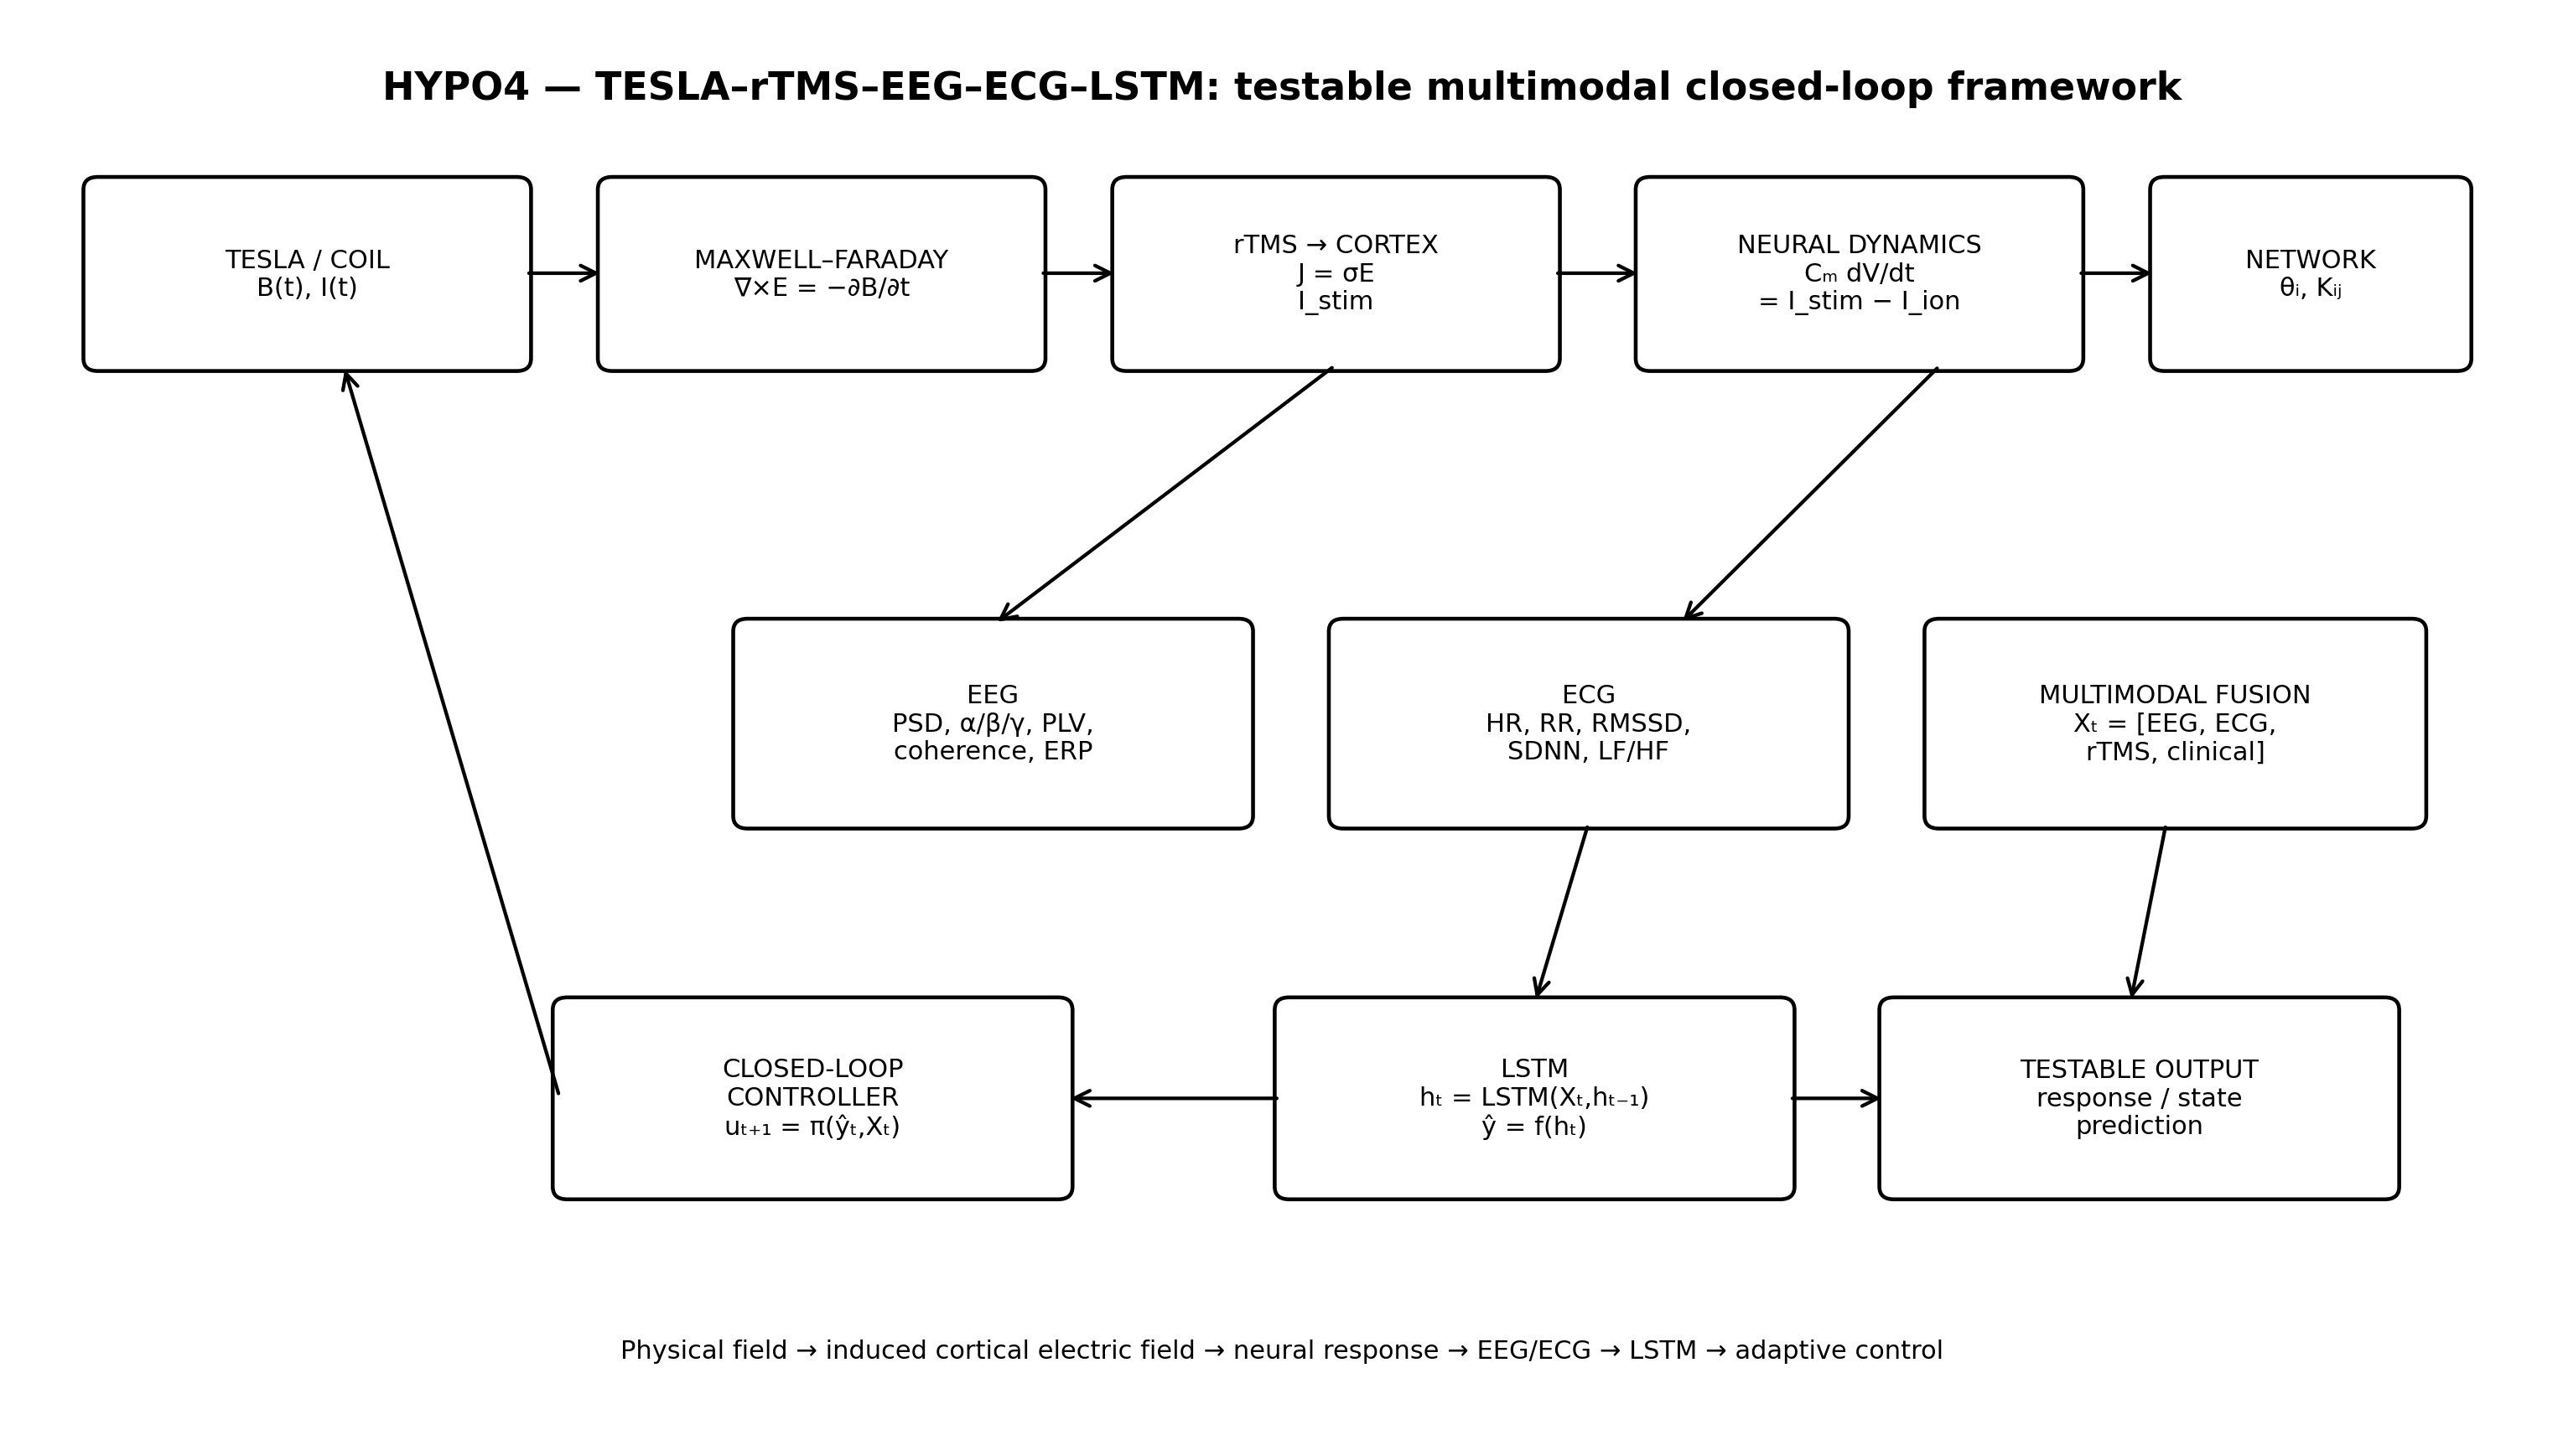 HYPO4 — TESLA–rTMS–EEG–ECG–LSTM: testable multimodal closed-loop framework
TESLA / COIL
B(t), I(t)
MAXWELL–FARADAY
∇×E = −∂B/∂t
rTMS → CORTEX
J = σE
I_stim
NEURAL DYNAMICS
Cₘ dV/dt
= I_stim − I_ion
NETWORK
θᵢ, Kᵢⱼ
EEG
PSD, α/β/γ, PLV,
coherence, ERP
ECG
HR, RR, RMSSD,
SDNN, LF/HF
MULTIMODAL FUSION
Xₜ = [EEG, ECG,
rTMS, clinical]
CLOSED-LOOP
CONTROLLER
uₜ₊₁ = π(ŷₜ,Xₜ)
LSTM
hₜ = LSTM(Xₜ,hₜ₋₁)
ŷ = f(hₜ)
TESTABLE OUTPUT
response / state
prediction
Physical field → induced cortical electric field → neural response → EEG/ECG → LSTM → adaptive control